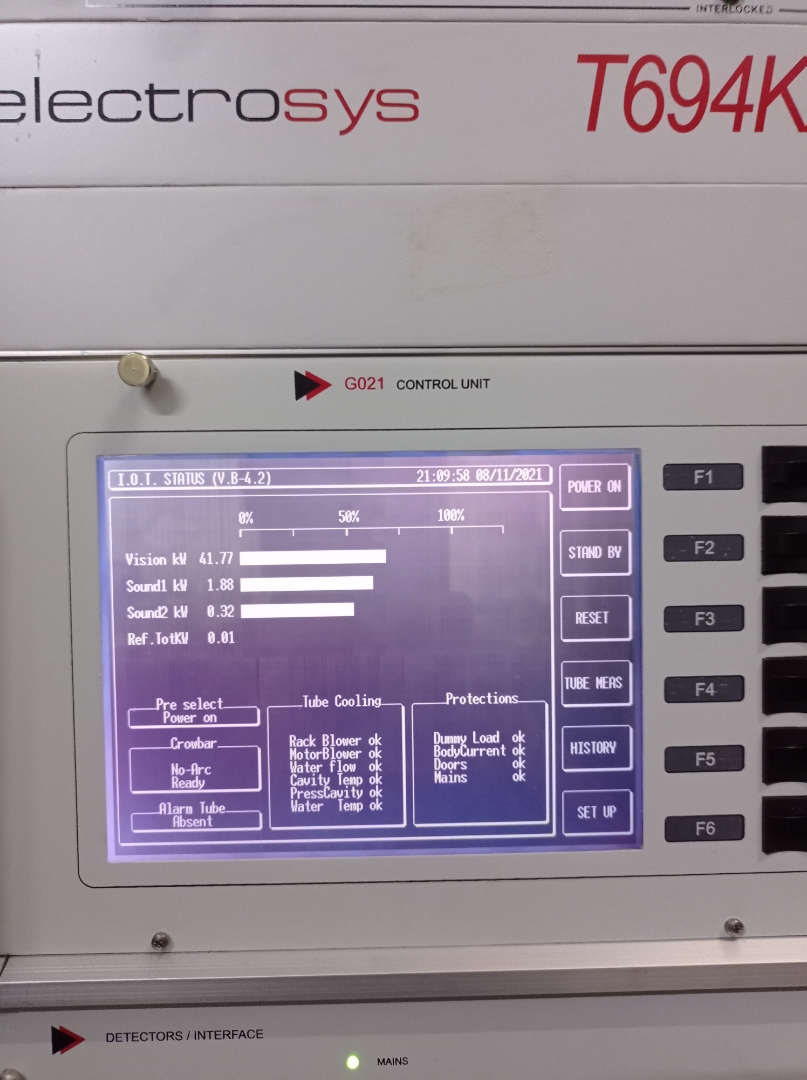 INTERLOCKED
electrosys
T694K
G021 CONTROL UNIT
I.O.T. STATUS (V.B-4.2) 21:09:58 08/11/2021
0% 50% 100%
Vision kW 41.77
Sound1 kW 1.88
Sound2 kW 0.32
Ref.TotKW 0.01
Pre select
Power on
Crowbar
No-Arc
Ready
Alarm Tube
Absent
Tube Cooling
Rack Blower ok
MotorBlower ok
Water flow ok
Cavity Temp ok
PressCavity ok
Water Temp ok
Protections
Dummy Load ok
BodyCurrent ok
Doors ok
Mains ok
POWER ON
STAND BY
RESET
TUBE MEAS
HISTORY
SET UP
F1
F2
F3
F4
F5
F6
DETECTORS / INTERFACE
MAINS